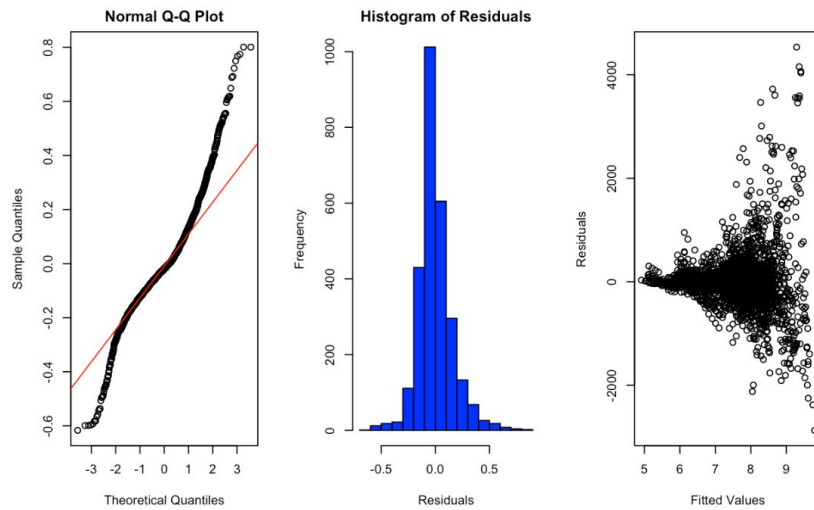 Normal Q-Q Plot
Sample Quantiles
0.8
0.6
0.4
0.2
0.0
-0.2
-0.4
-0.6
-3 -2 -1 0 1 2 3
Theoretical Quantiles
Histogram of Residuals
Frequency
1000
800
600
400
200
0
-0.5 0.0 0.5
Residuals
Residuals
4000
2000
0
-2000
5 6 7 8 9
Fitted Values